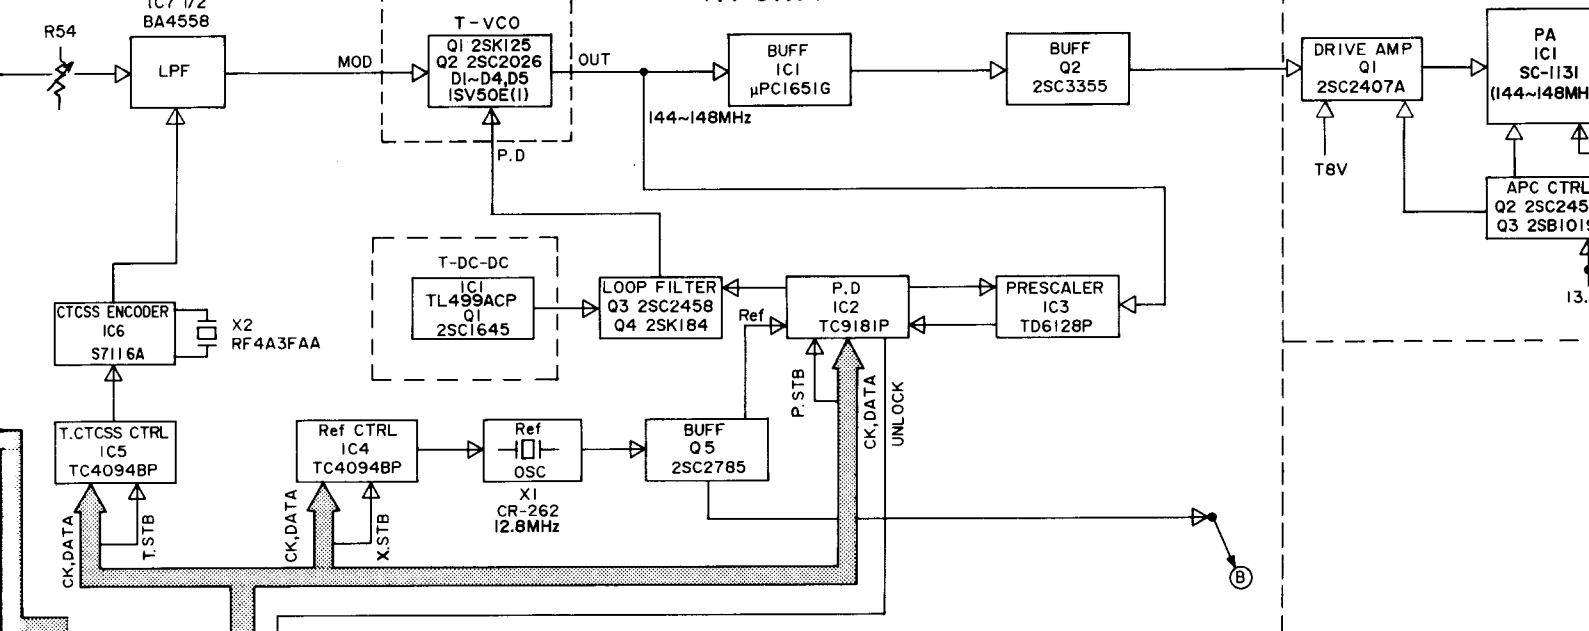 BA4558
R54
LPF
MOD
T-VCO
Q1 2SK125
Q2 2SC2026
D1~D4,D5
1SV50E(1)
OUT
P.D
144~148MHz
BUFF
IC1
μPC1651G
BUFF
Q2
2SC3355
DRIVE AMP
Q1
2SC2407A
T8V
PA
IC1
SC-1131
(144~148MH
APC CTRL
Q2 2SC245
Q3 2SB1019
13.
T-DC-DC
IC1
TL499ACP
Q1
2SC1645
LOOP FILTER
Q3 2SC2458
Q4 2SK184
Ref
P.D
IC2
TC9181P
PRESCALER
IC3
TD6128P
CTCSS ENCODER
IC6
S7116A
X2
RF4A3FAA
P.STB
CK,DATA
UNLOCK
T.CTCSS CTRL
IC5
TC4094BP
Ref CTRL
IC4
TC4094BP
Ref
OSC
X1
CR-262
12.8MHz
BUFF
Q5
2SC2785
CK,DATA
T.STB
CK,DATA
X.STB
B